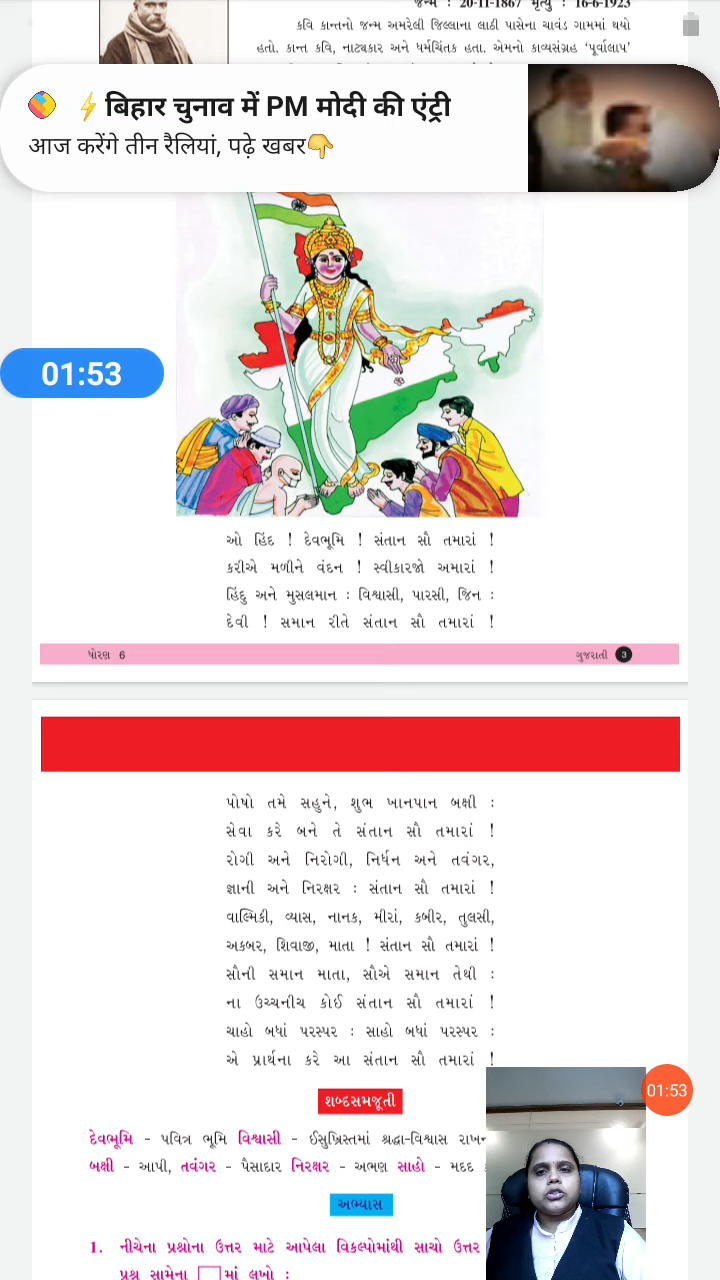 જન્મ : 20-11-1867 મૃત્યુ : 16-6-1923
કવિ કાન્તનો જન્મ અમરેલી જિલ્લાના લાઠી પાસેના ચાવંડ ગામમાં થયો
હતો. કાન્ત કવિ, નાટ્યકાર અને ધર્મચિંતક હતા. એમનો કાવ્યસંગ્રહ ‘પૂર્વાલાપ’
⚡बिहार चुनाव में PM मोदी की एंट्री
आज करेंगे तीन रैलियां, पढ़े खबर👇
01:53
ઓ હિંદ ! દેવભૂમિ ! સંતાન સૌ તમારાં !
કરીએ મળીને વંદન ! સ્વીકારજો અમારાં !
હિંદુ અને મુસલમાન : વિશ્વાસી, પારસી, જિન :
દેવી ! સમાન રીતે સંતાન સૌ તમારાં !
ધોરણ 6
ગુજરાતી 3
પોષો તમે સહુને, શુભ ખાનપાન બક્ષી :
સેવા કરે બને તે સંતાન સૌ તમારાં !
રોગી અને નિરોગી, નિર્ધન અને તવંગર,
જ્ઞાની અને નિરક્ષર : સંતાન સૌ તમારાં !
વાલ્મિકી, વ્યાસ, નાનક, મીરાં, કબીર, તુલસી,
અકબર, શિવાજી, માતા ! સંતાન સૌ તમારાં !
સૌની સમાન માતા, સૌએ સમાન તેથી :
ના ઉચ્ચનીચ કોઈ સંતાન સૌ તમારાં !
ચાહો બધાં પરસ્પર : સાહો બધાં પરસ્પર :
એ પ્રાર્થના કરે આ સંતાન સૌ તમારાં !
શબ્દસમજૂતી
01:53
દેવભૂમિ - પવિત્ર ભૂમિ વિશ્વાસી - ઈસુખ્રિસ્તમાં શ્રદ્ધા-વિશ્વાસ
બક્ષી - આપી, તવંગર - પૈસાદાર નિરક્ષર - અભણ સાહો - મદદ
અભ્યાસ
1. નીચેના પ્રશ્નોના ઉત્તર માટે આપેલા વિકલ્પોમાંથી સાચો ઉત્તર
પ્રશ્ન સામેના □માં લખો :